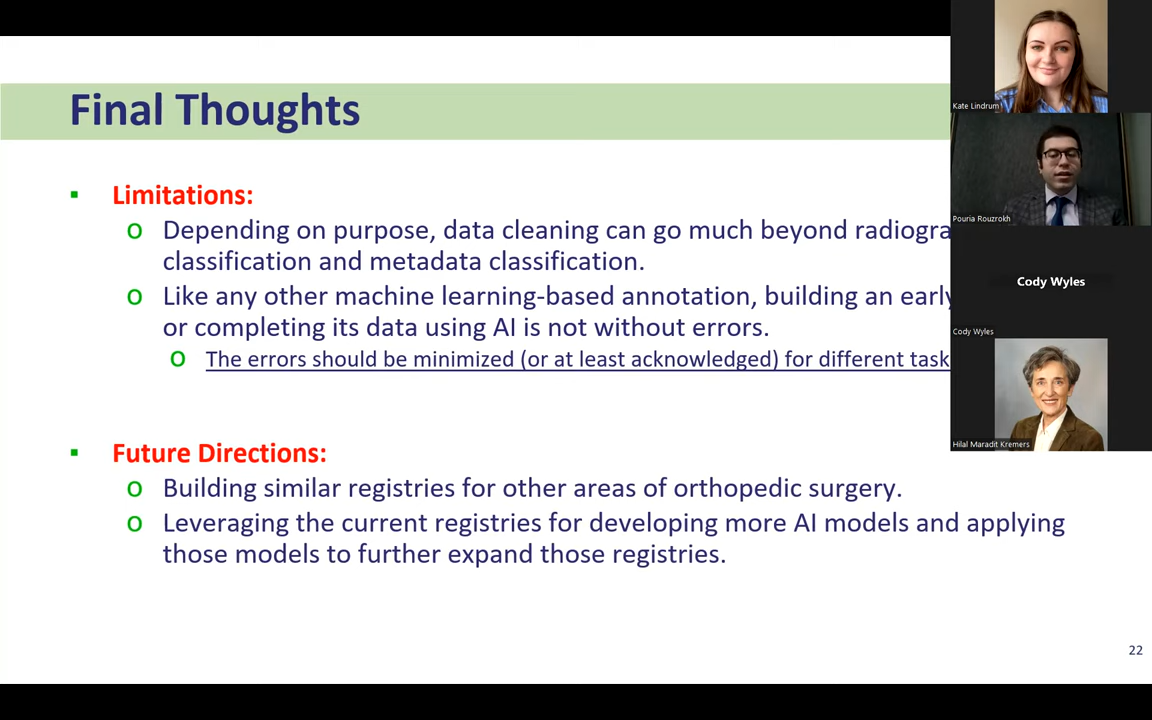 Final Thoughts
Limitations:
Depending on purpose, data cleaning can go much beyond
classification and metadata classification.
Like any other machine learning-based annotation, building an early
or completing its data using AI is not without errors.
The errors should be minimized (or at least acknowledged) for different task
Future Directions:
Building similar registries for other areas of orthopedic surgery.
Leveraging the current registries for developing more AI models and applying
those models to further expand those registries.
22
Kate Lindrum
Pouria Rouzrokh
Cody Wyles
Cody Wyles
Hilal Maradit Kremers